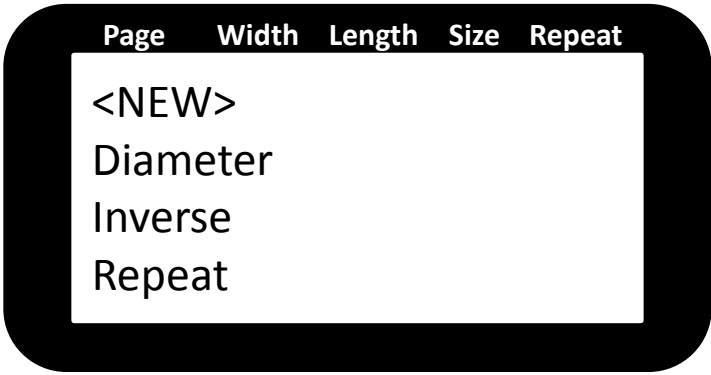 Page Width Length Size Repeat
<NEW>
Diameter
Inverse
Repeat